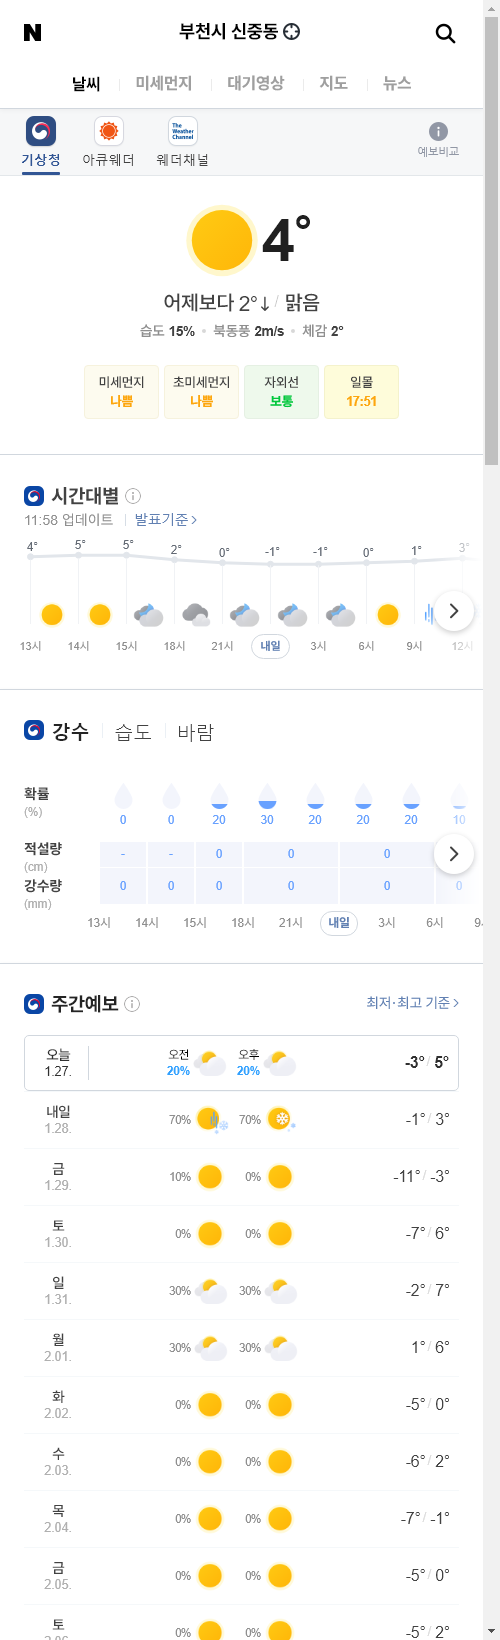 N
부천시 신중동
날씨 미세먼지 대기영상 지도 뉴스
The Weather Channel
기상청 아큐웨더 웨더채널 예보비교
4°
어제보다 2°↓ / 맑음
습도 15% • 북동풍 2m/s • 체감 2°
미세먼지 초미세먼지 자외선 일몰
나쁨 나쁨 보통 17:51
시간대별
11:58 업데이트 발표기준 >
4° 5° 5° 2° 0° -1° -1° 0° 1° 3°
13시 14시 15시 18시 21시 내일 3시 6시 9시 12시
강수 습도 바람
확률
(%)
0 0 20 30 20 20 20 10
적설량
(cm)
- - 0 0 0
강수량
(mm)
0 0 0 0 0 0
13시 14시 15시 18시 21시 내일 3시 6시
주간예보 최저·최고 기준 >
오늘 오전 오후
1.27. 20% 20% -3° / 5°
내일
1.28. 70% 70% -1° / 3°
금
1.29. 10% 0% -11° / -3°
토
1.30. 0% 0% -7° / 6°
일
1.31. 30% 30% -2° / 7°
월
2.01. 30% 30% 1° / 6°
화
2.02. 0% 0% -5° / 0°
수
2.03. 0% 0% -6° / 2°
목
2.04. 0% 0% -7° / -1°
금
2.05. 0% 0% -5° / 0°
토
0% 0% -5° / 2°